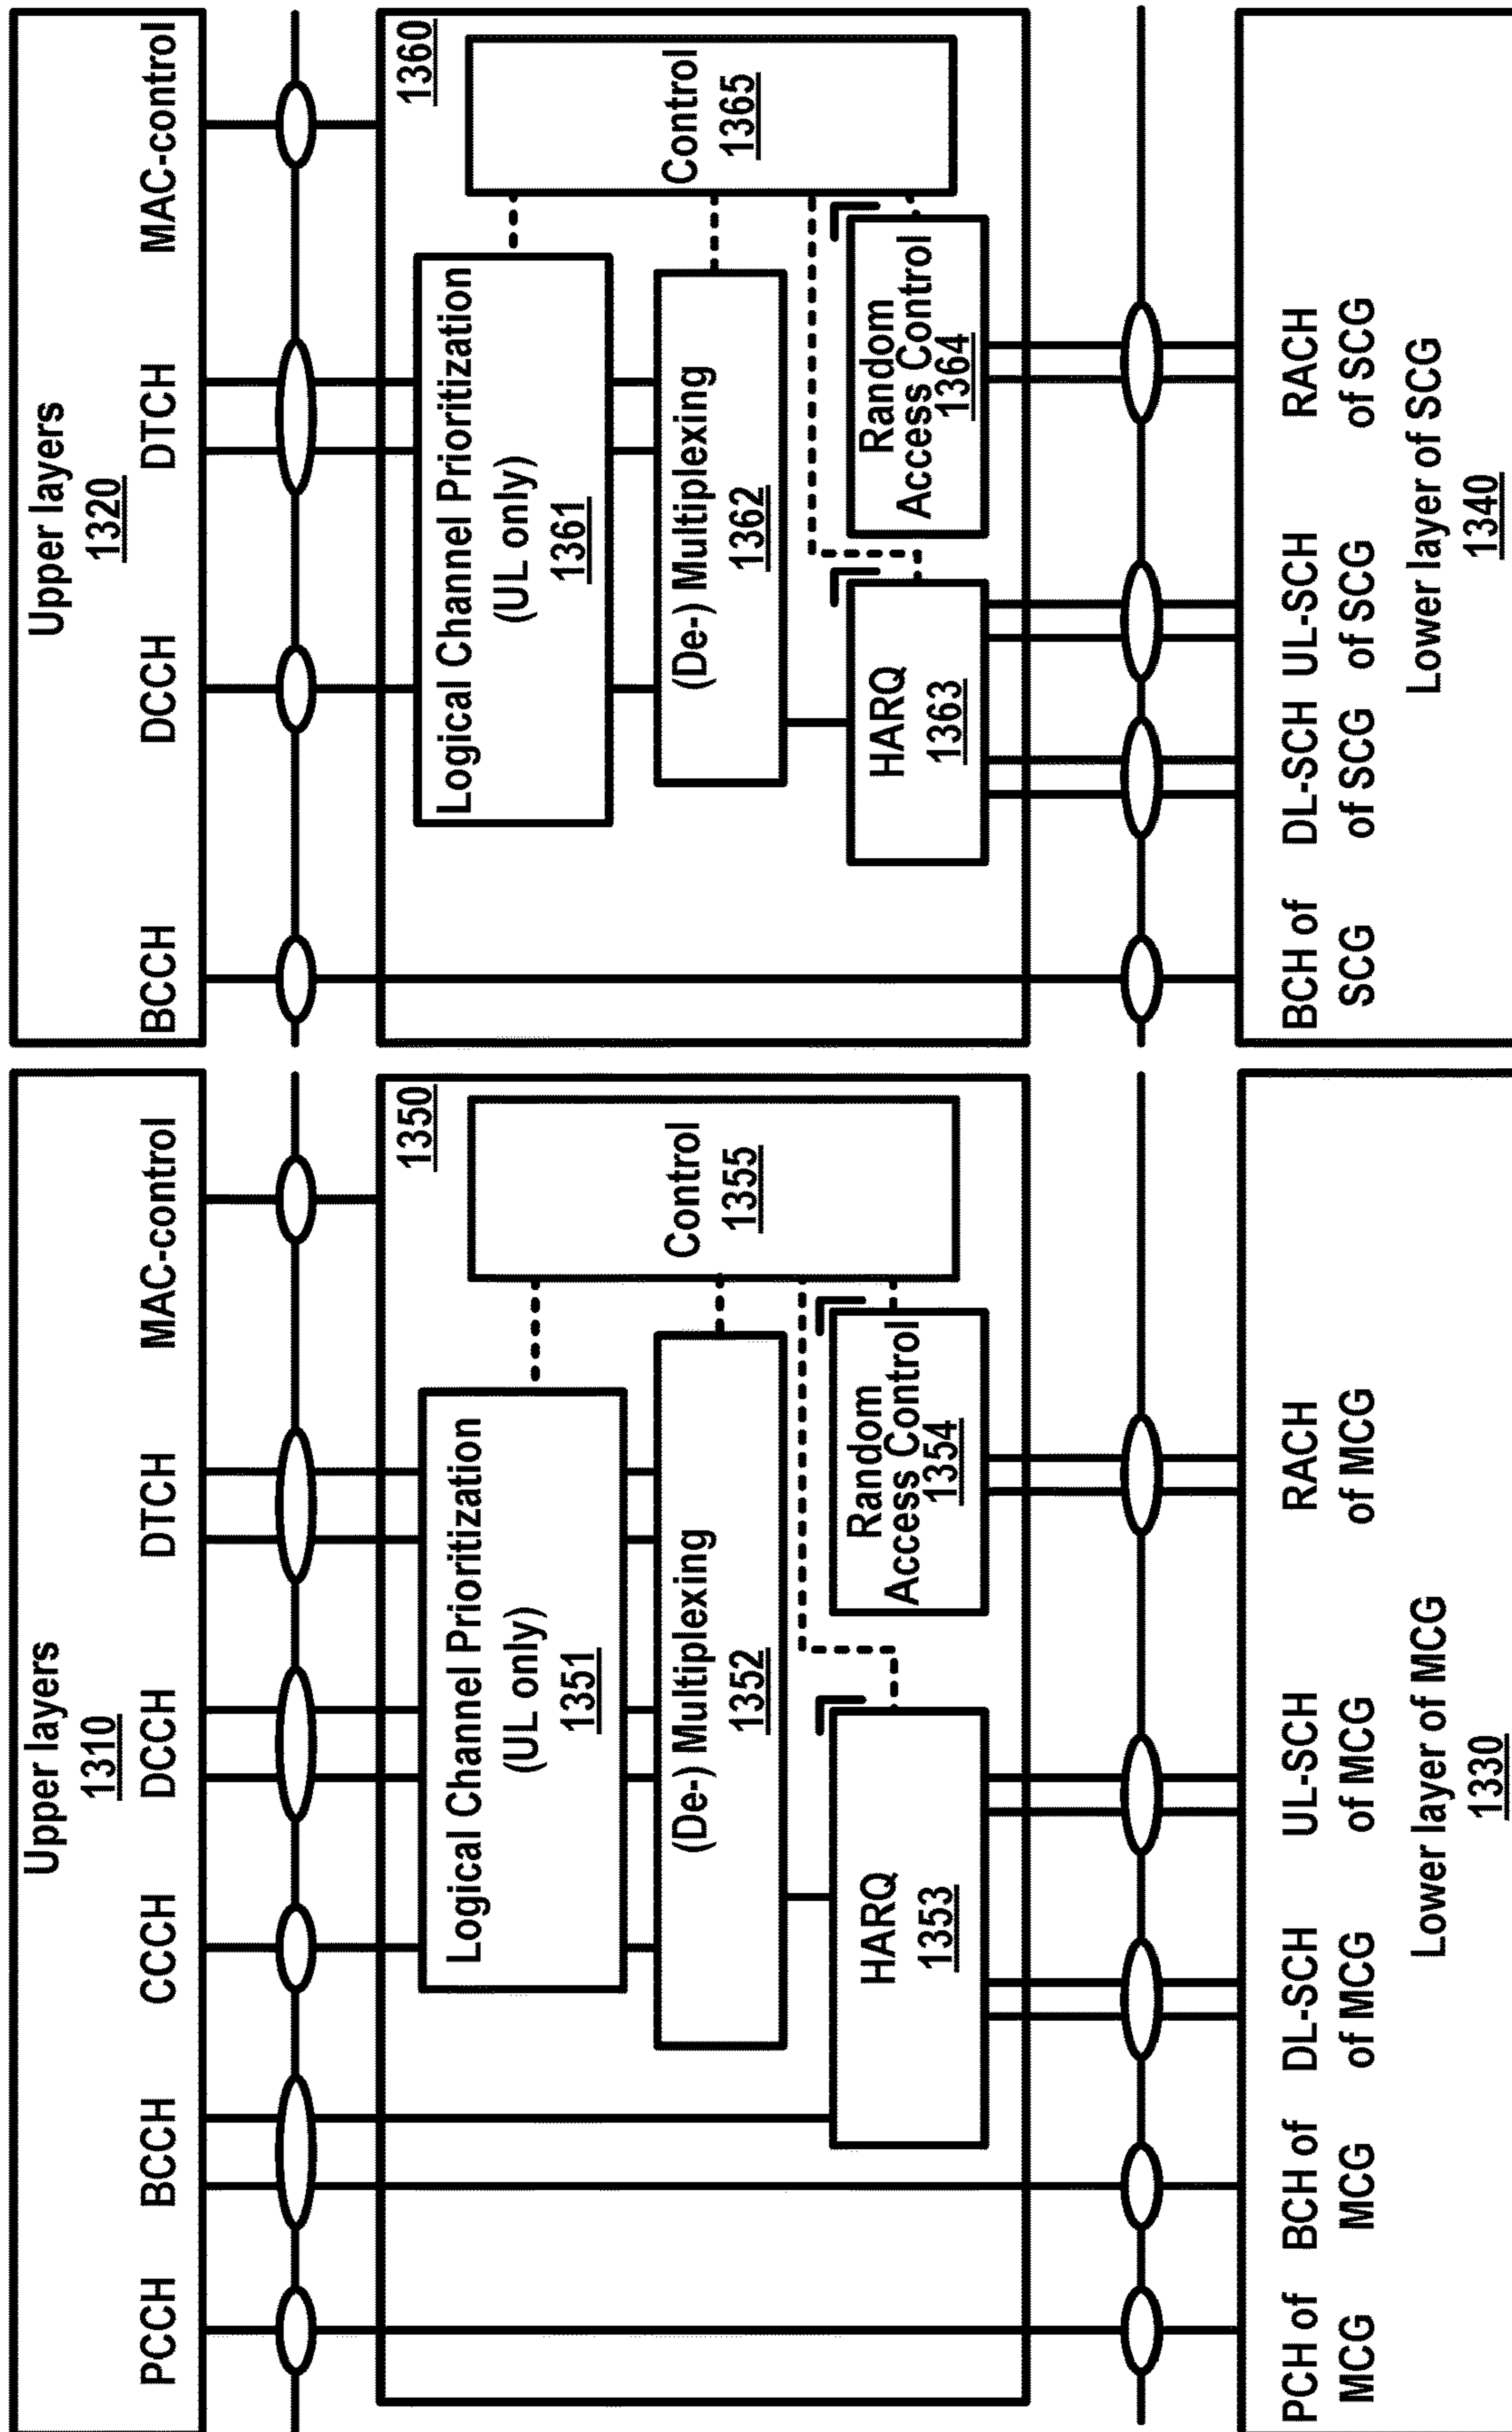 Upper layers
1310
PCCH
BCCH
CCCH
DCCH
DTCH
MAC-control
1350
Logical Channel Prioritization
(UL only)
1351
(De-) Multiplexing
1352
HARQ
1353
Random
Access Control
1354
Control
1355
PCH of
MCG
BCH of
MCG
DL-SCH
of MCG
UL-SCH
of MCG
RACH
of MCG
Lower layer of MCG
1330
Upper layers
1320
BCCH
DCCH
DTCH
MAC-control
1360
Logical Channel Prioritization
(UL only)
1361
(De-) Multiplexing
1362
HARQ
1363
Random
Access Control
1364
Control
1365
BCH of
SCG
DL-SCH
of SCG
UL-SCH
of SCG
RACH
of SCG
Lower layer of SCG
1340